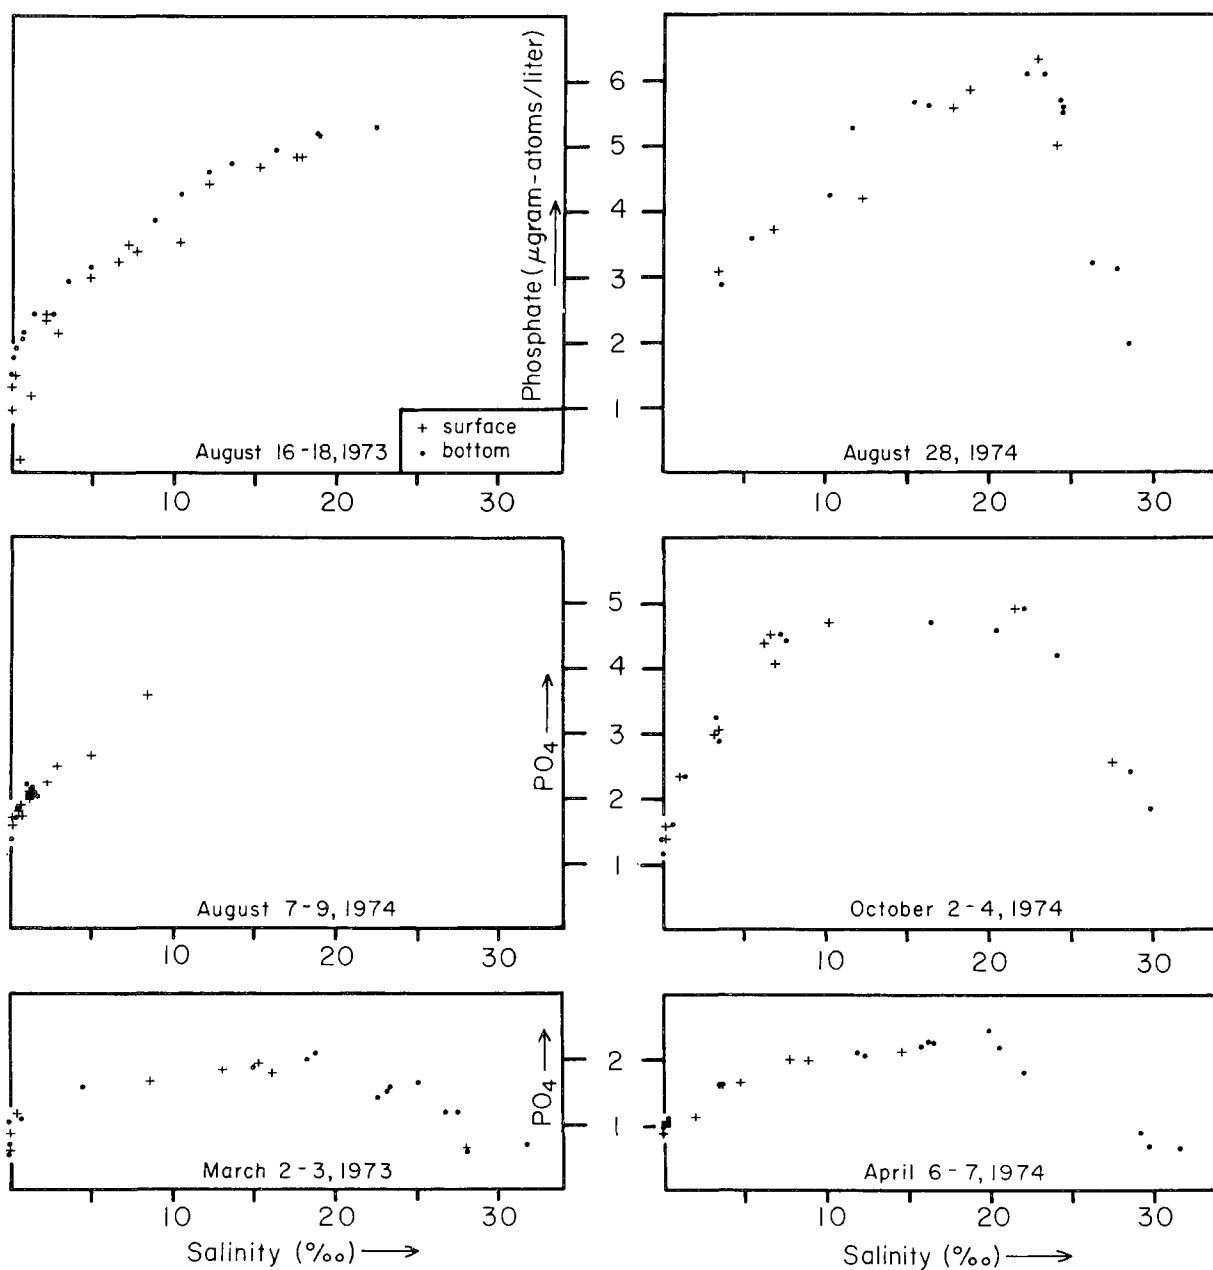 Phosphate (μgram-atoms/liter)
6
5
4
3
2
1
+ surface
• bottom
August 16-18, 1973
August 28, 1974
10 20 30
10 20 30
PO4
5
4
3
2
1
August 7-9, 1974
October 2-4, 1974
10 20 30
10 20 30
PO4
2
1
March 2-3, 1973
April 6-7, 1974
10 20 30
10 20 30
Salinity (‰)
Salinity (‰)